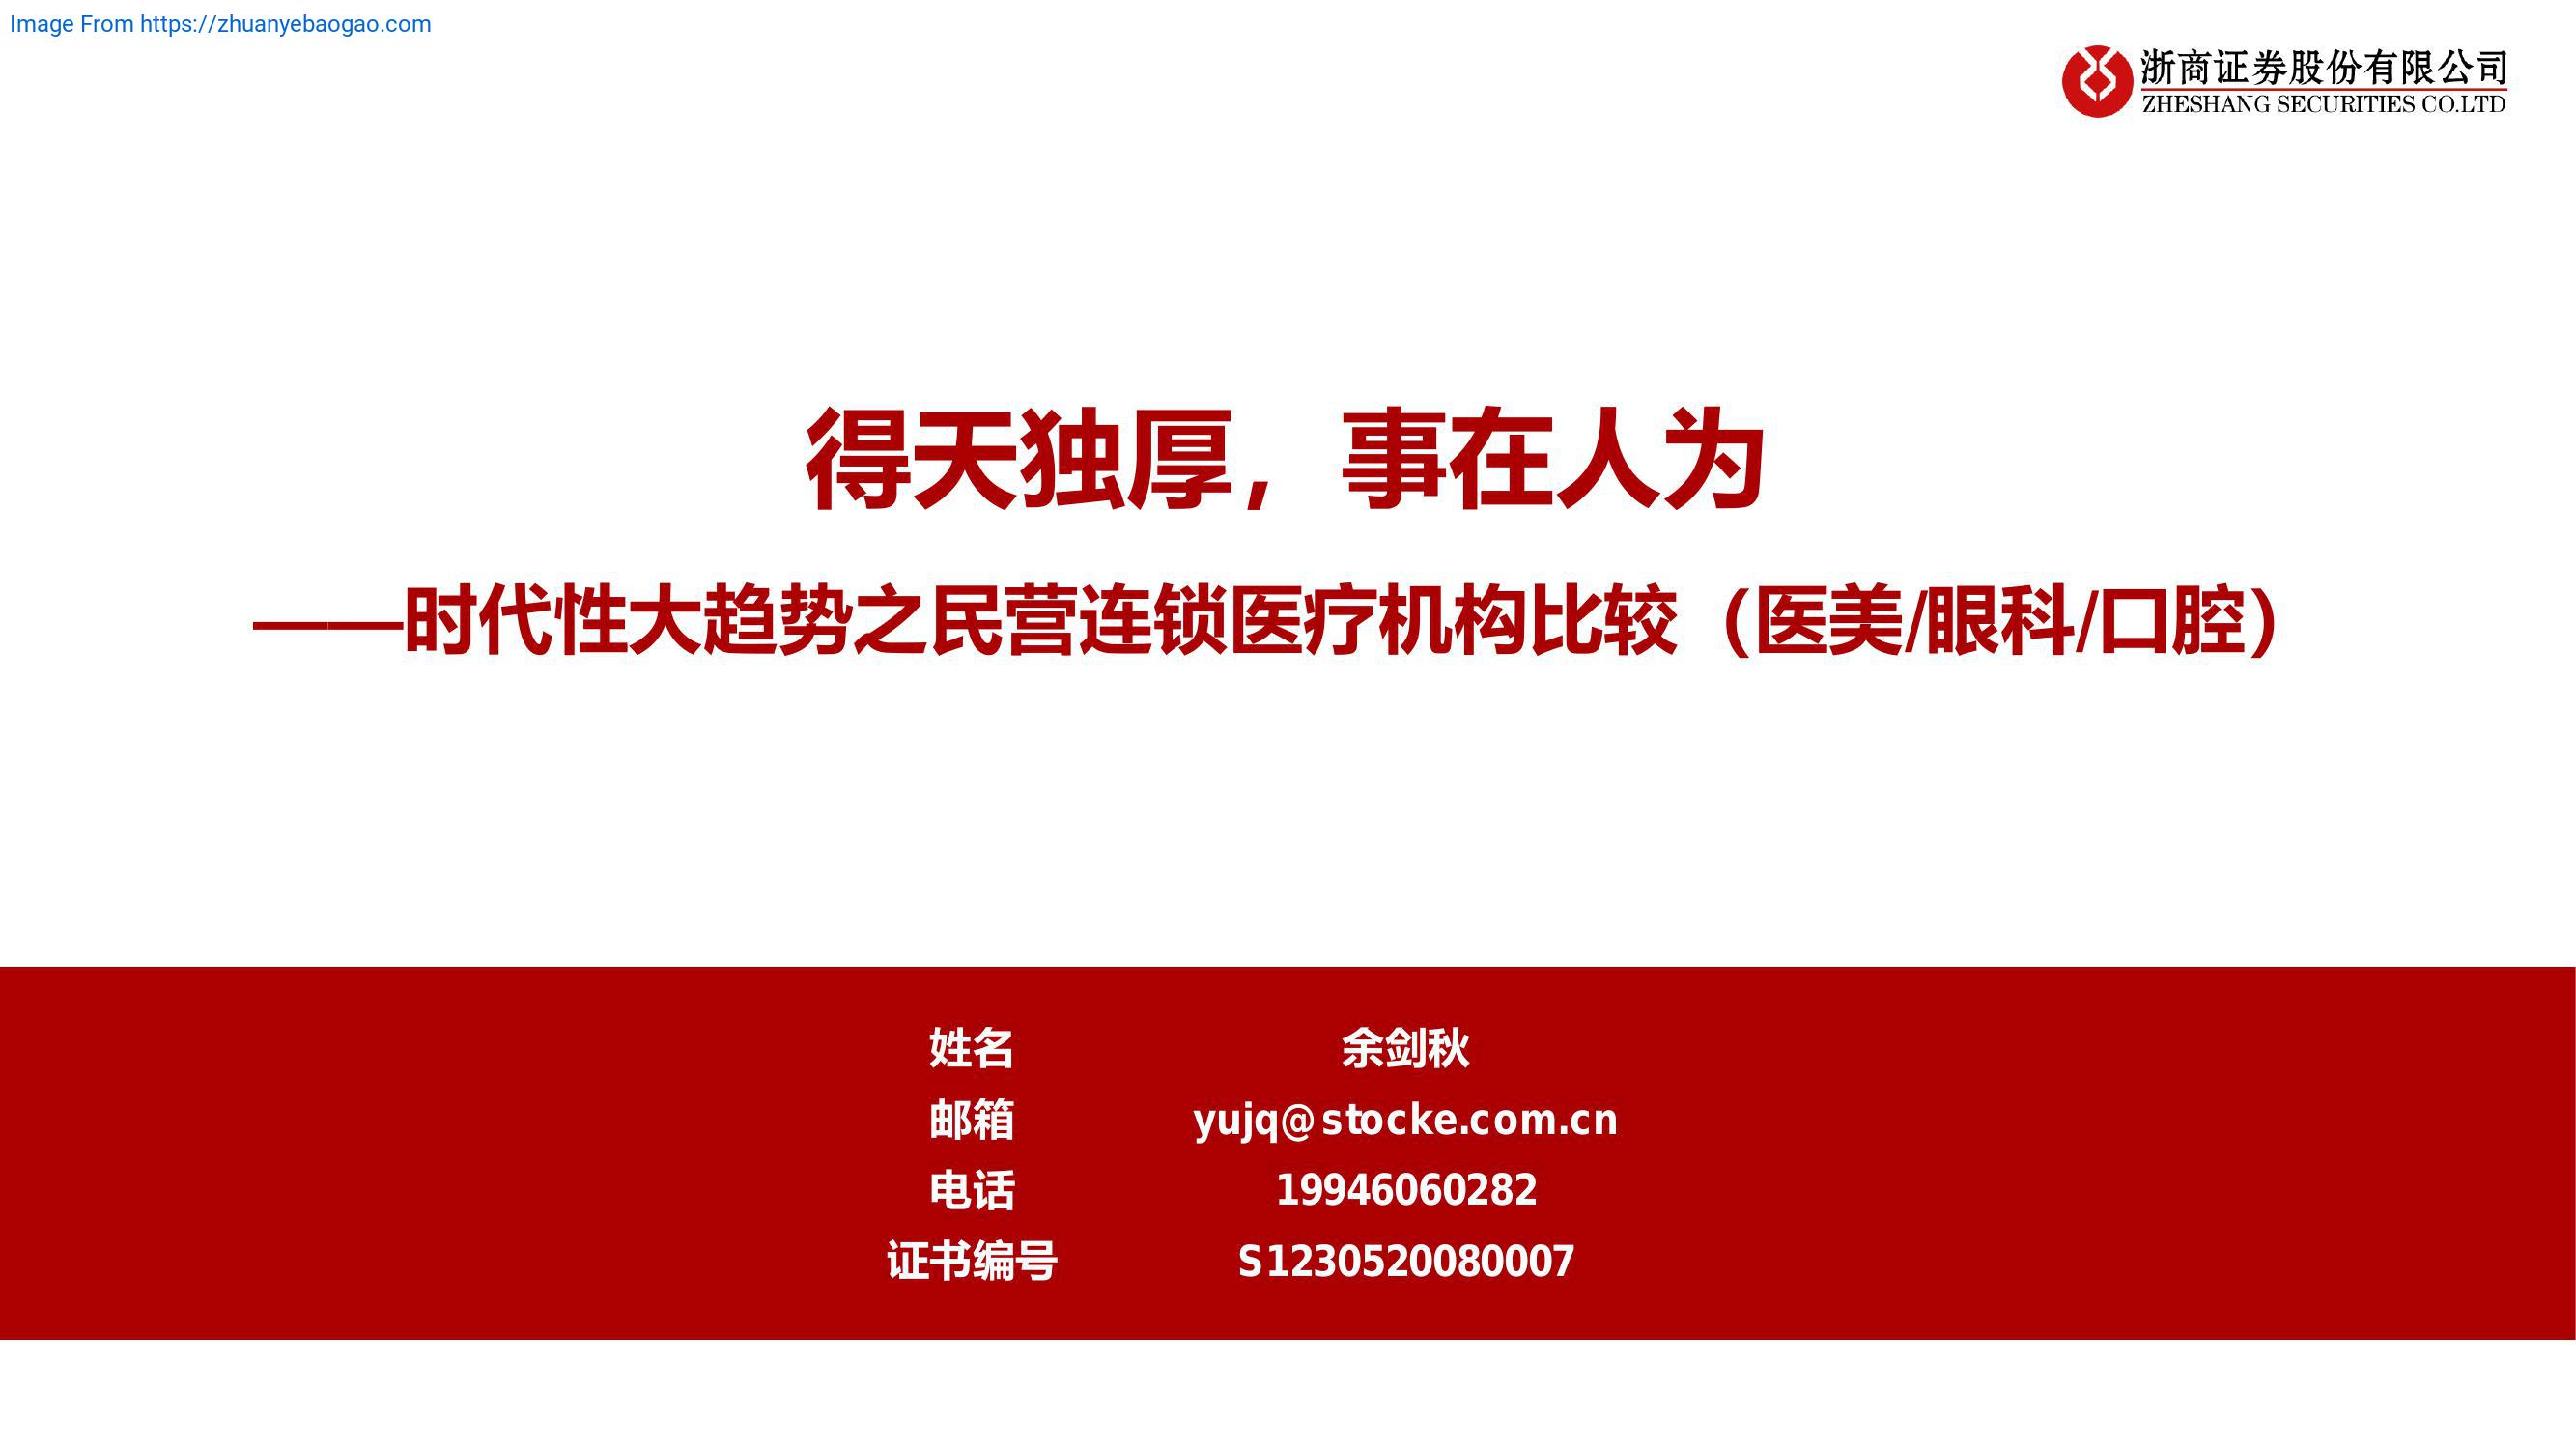 Image From https://zhuanyebaogao.com
浙商证券股份有限公司
ZHESHANG SECURITIES CO.LTD
得天独厚，事在人为
——时代性大趋势之民营连锁医疗机构比较（医美/眼科/口腔）
姓名 余剑秋
邮箱 yujq@stocke.com.cn
电话 19946060282
证书编号 S1230520080007